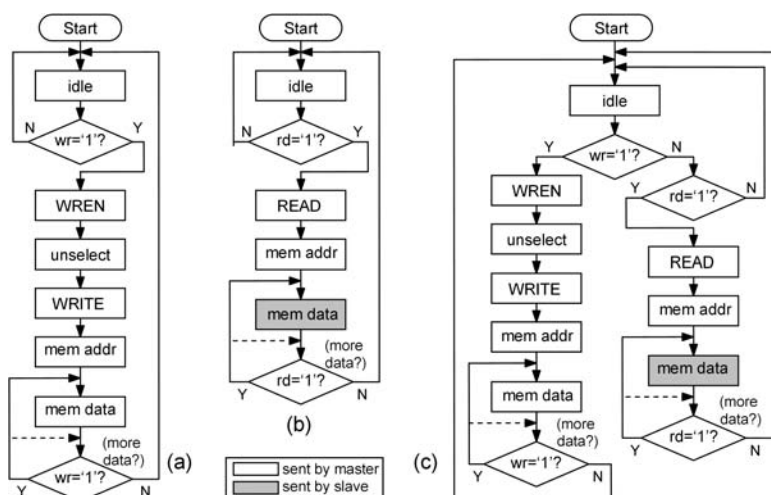 Start
idle
N
Y
wr='1'?
WREN
unselect
WRITE
mem addr
mem data
(more
data?)
Y
wr='1'?
N
(a)
Start
idle
N
Y
rd='1'?
READ
mem addr
mem data
(more
data?)
Y
rd='1'?
N
(b)
sent by master
sent by slave
Start
idle
Y
wr='1'?
N
WREN
unselect
WRITE
mem addr
mem data
(more
data?)
Y
wr='1'?
N
Y
rd='1'?
N
READ
mem addr
mem data
(more
data?)
Y
rd='1'?
N
(c)